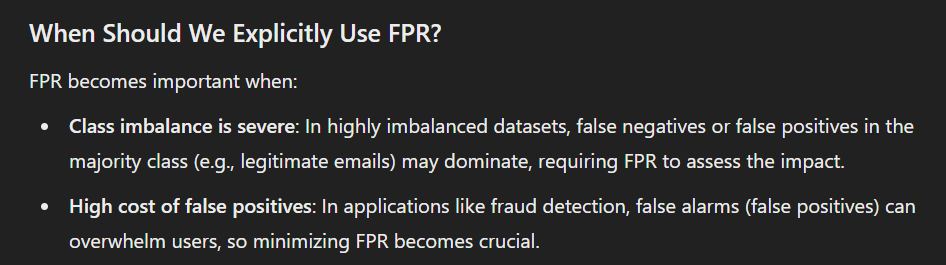 When Should We Explicitly Use FPR?
FPR becomes important when:
• Class imbalance is severe: In highly imbalanced datasets, false negatives or false positives in the
majority class (e.g., legitimate emails) may dominate, requiring FPR to assess the impact.
• High cost of false positives: In applications like fraud detection, false alarms (false positives) can
overwhelm users, so minimizing FPR becomes crucial.